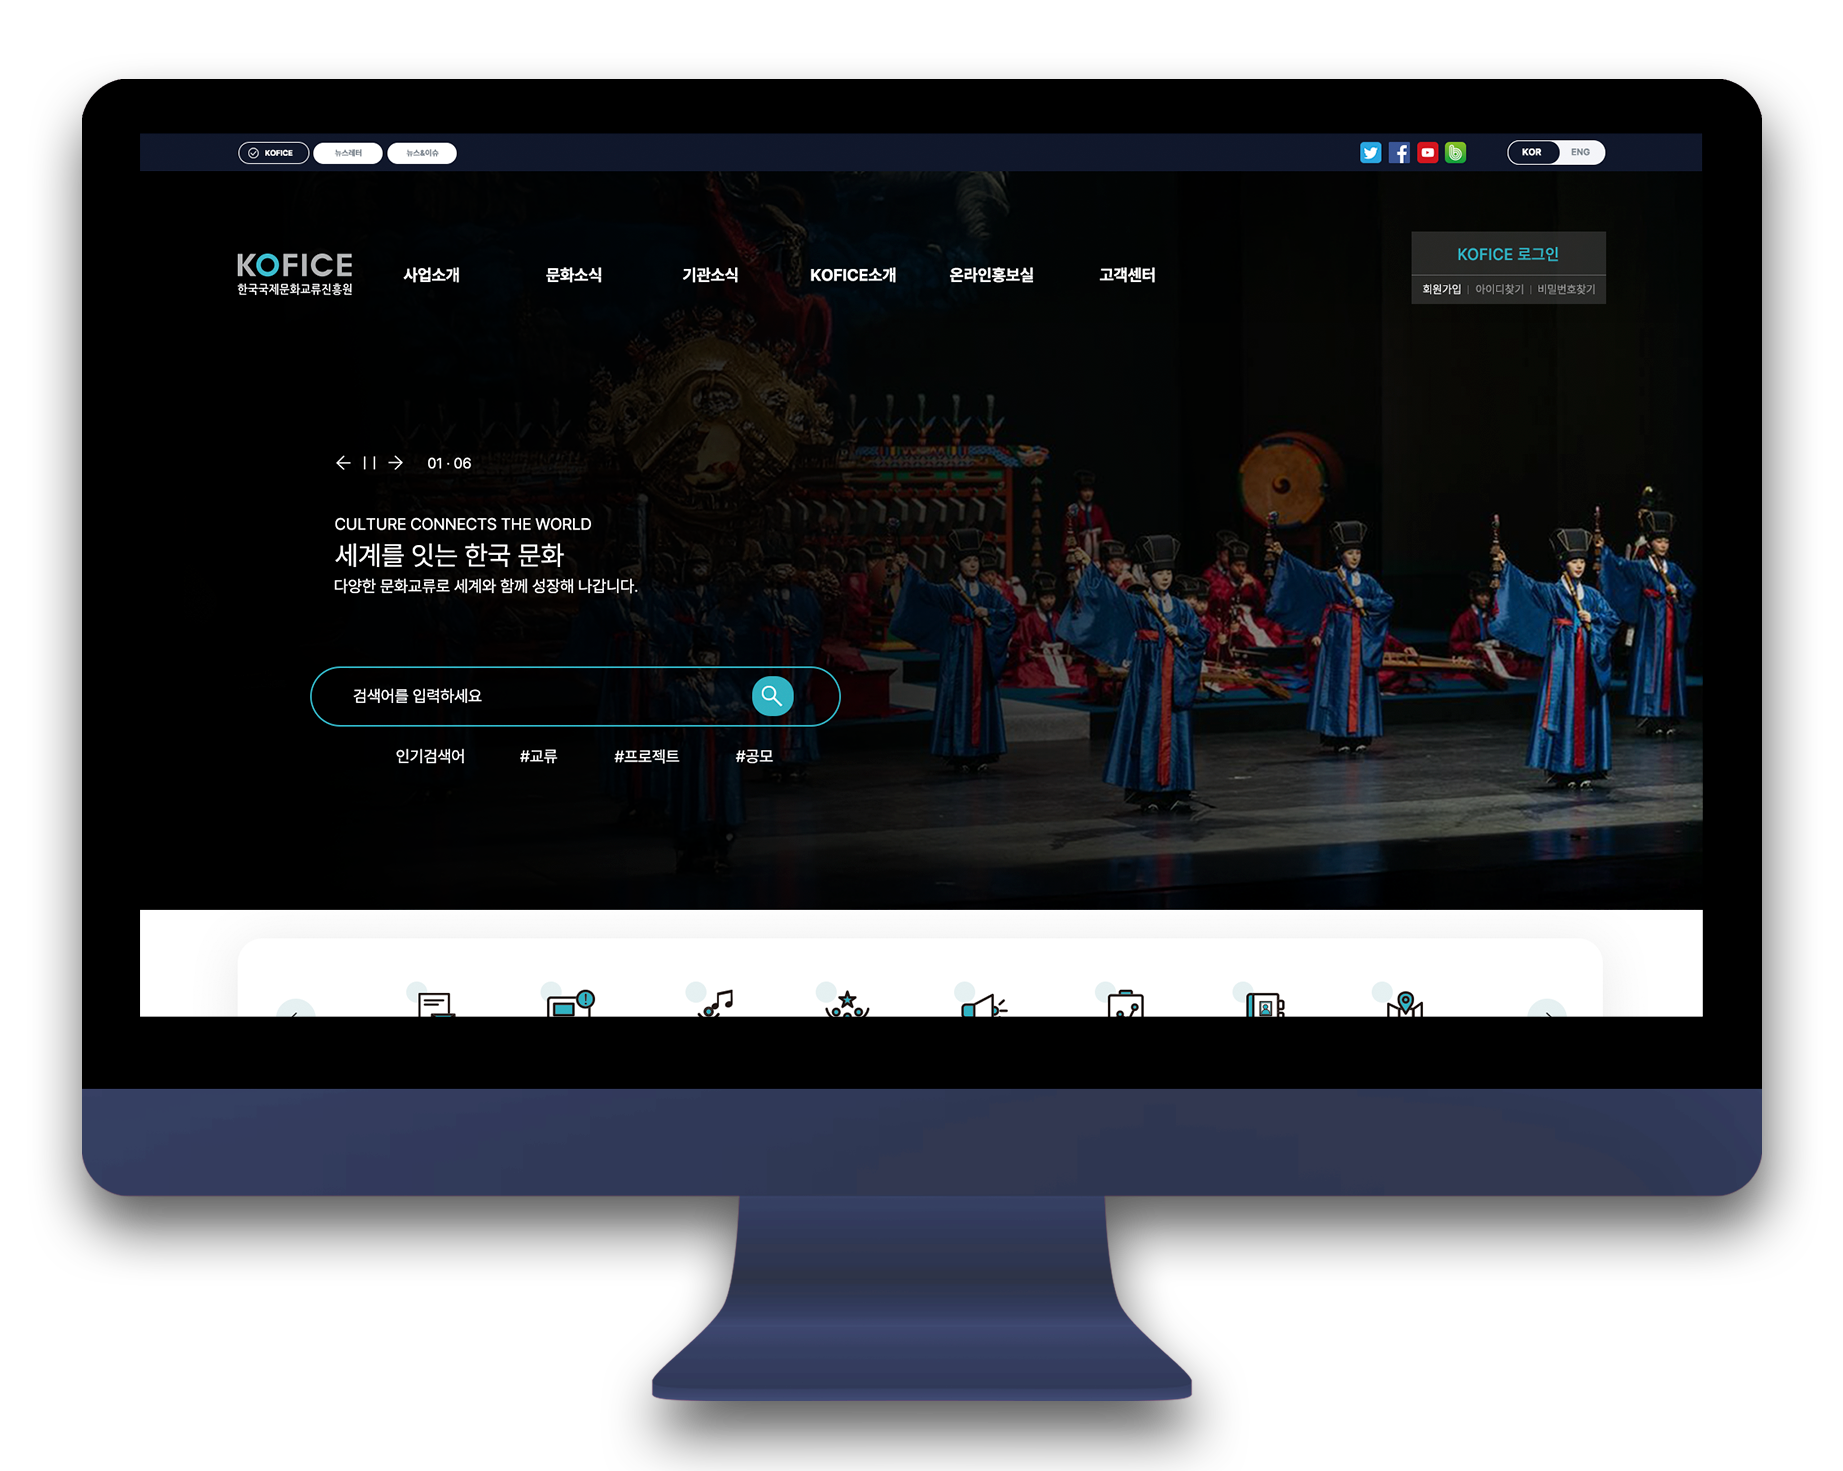 KOFICE 뉴스레터 뉴스&이슈
KOR ENG
KOFICE
한국국제문화교류진흥원
사업소개 문화소식 기관소식 KOFICE소개 온라인홍보실 고객센터
KOFICE 로그인
회원가입 | 아이디찾기 | 비밀번호찾기
01 · 06
CULTURE CONNECTS THE WORLD
세계를 잇는 한국 문화
다양한 문화교류로 세계와 함께 성장해 나갑니다.
검색어를 입력하세요
인기검색어 #교류 #프로젝트 #공모